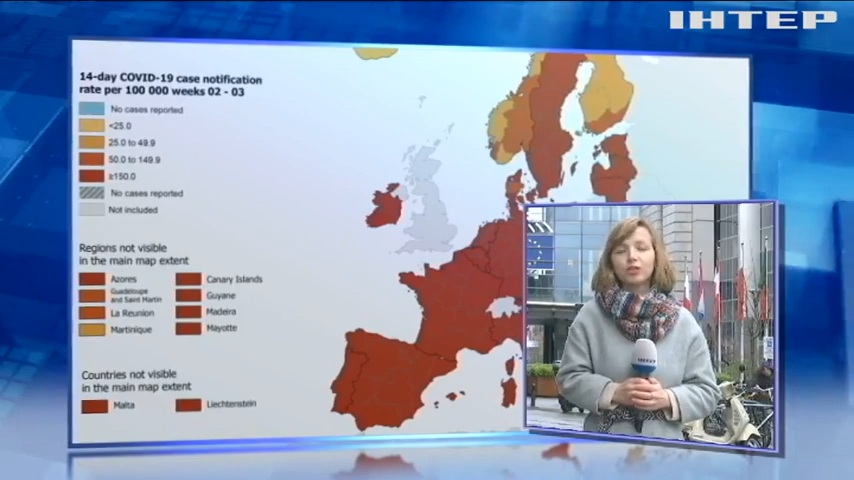 ІНТЕР
14-day COVID-19 case notification
rate per 100 000 weeks 02 - 03
No cases reported
<25.0
25.0 to 49.9
50.0 to 149.9
≥150.0
No cases reported
Not included
Regions not visible
in the main map extent
Azores
Canary Islands
Guadeloupe
and Saint Martin
Guyane
La Reunion
Madeira
Martinique
Mayotte
Countries not visible
in the main map extent
Malta
Liechtenstein
ІНТЕР